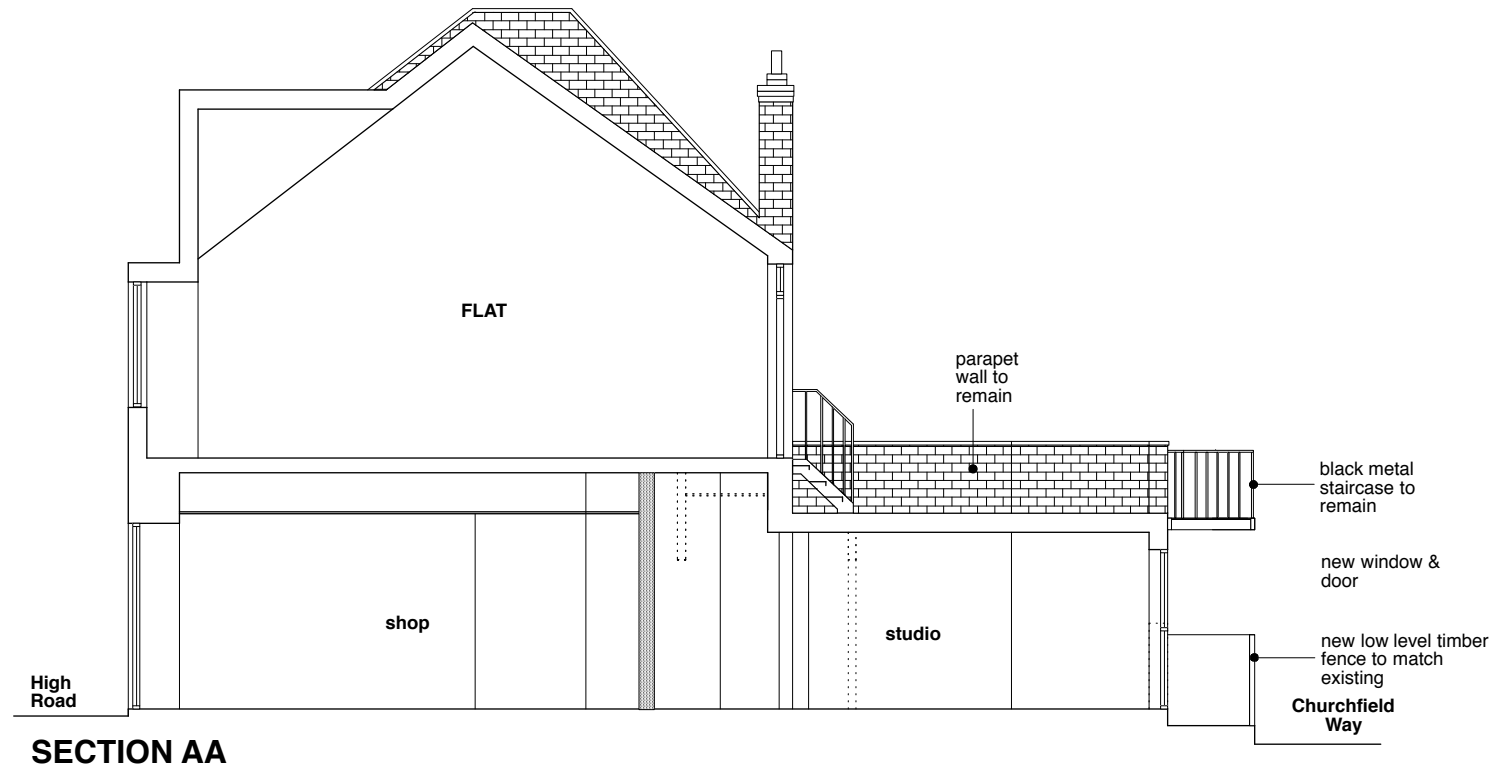 FLAT
parapet
wall to
remain
black metal
staircase to
remain
new window &
door
shop
studio
new low level timber
fence to match
existing
High
Road
Churchfield
Way
SECTION AA